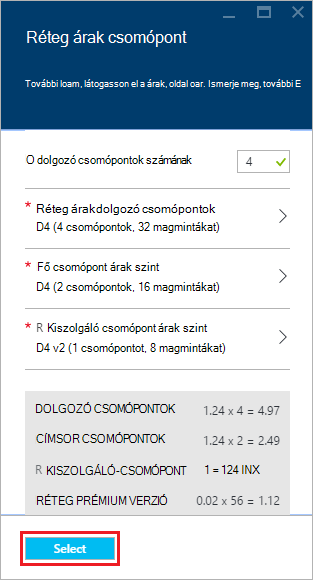 Réteg árak csomópont
További loam, látogasson el a árak, oldal oar. Ismerje meg, további E
O dolgozó csomópontok számának 4
* Réteg árakdolgozó csomópontok
D4 (4 csomópontok, 32 magmintákat)
* Fő csomópont árak szint
D4 (2 csomópontok, 16 magmintákat)
* R Kiszolgáló csomópont árak szint
D4 v2 (1 csomópontot, 8 magmintákat)
DOLGOZÓ CSOMÓPONTOK 1.24 x 4 = 4.97
CÍMSOR CSOMÓPONTOK 1.24 x 2 = 2.49
R KISZOLGÁLÓ-CSOMÓPONT 1 = 124 INX
RÉTEG PRÉMIUM VERZIÓ 0.02 x 56 = 1.12
Select